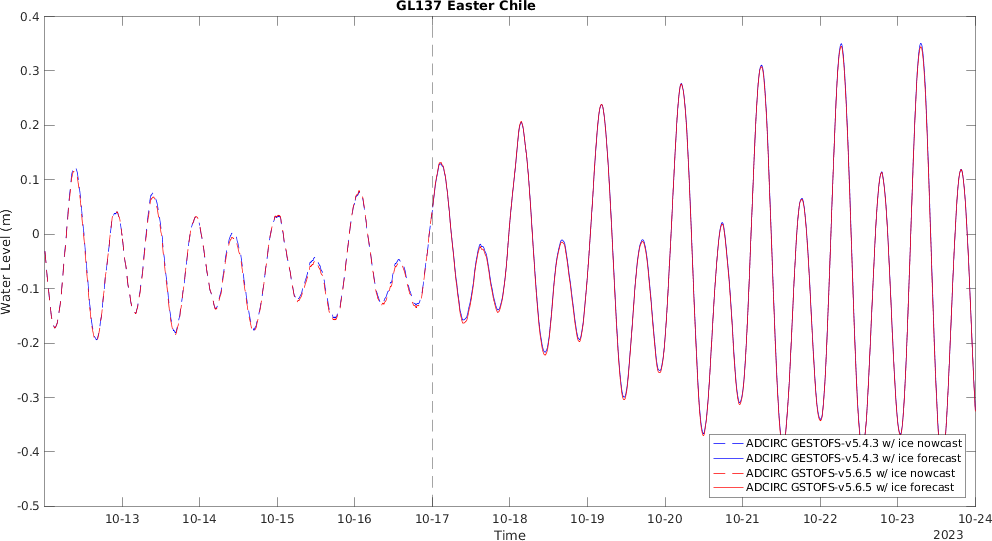 GL137 Easter Chile
0.4
0.3
0.2
0.1
0
-0.1
-0.2
-0.3
-0.4
-0.5
Water Level (m)
ADCIRC GESTOFS-v5.4.3 w/ ice nowcast
ADCIRC GESTOFS-v5.4.3 w/ ice forecast
ADCIRC GSTOFS-v5.6.5 w/ ice nowcast
ADCIRC GSTOFS-v5.6.5 w/ ice forecast
10-13 10-14 10-15 10-16 10-17 10-18 10-19 10-20 10-21 10-22 10-23 10-24
Time
2023